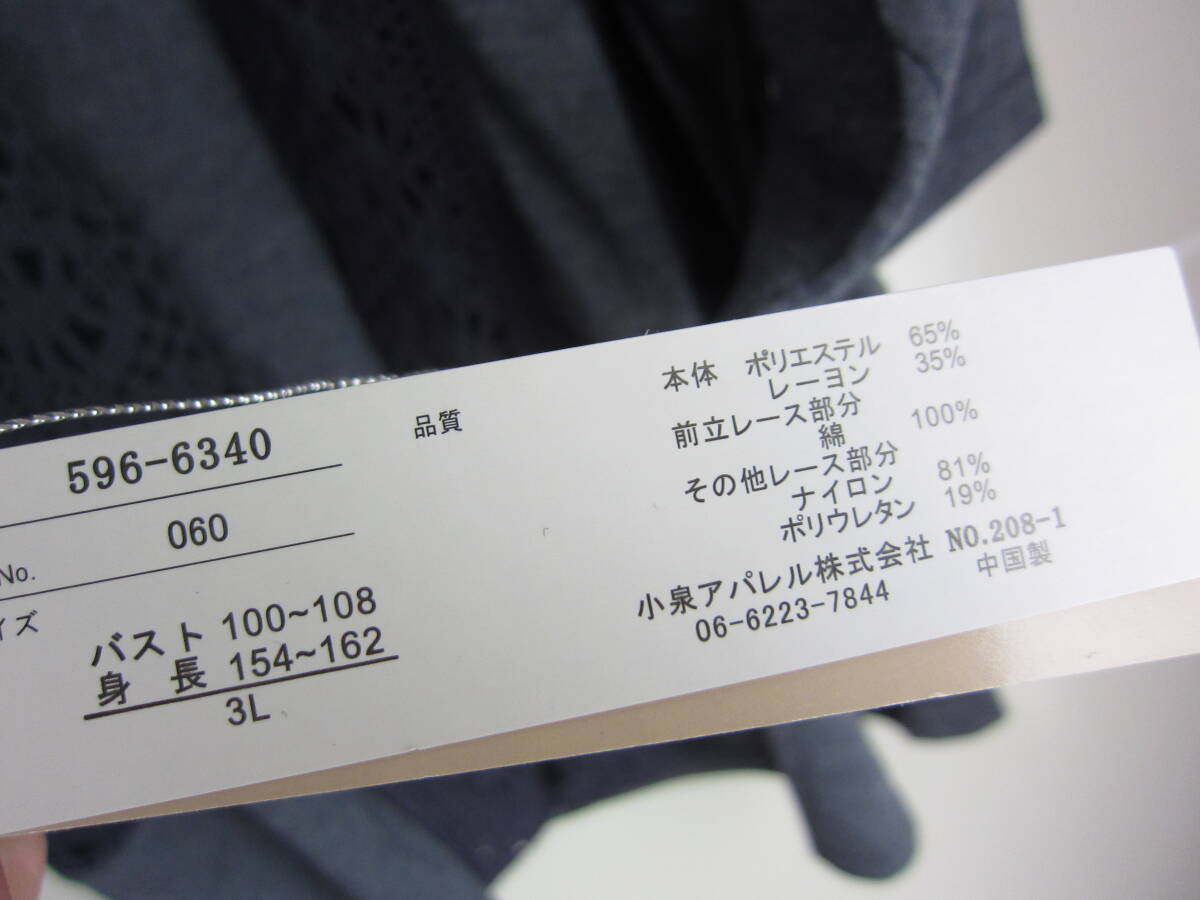 596-6340
060
No.
イズ
バスト 100~108
身 長 154~162
3L
品質
本体 ポリエステル 65%
レーヨン 35%
前立レース部分
綿 100%
その他レース部分
ナイロン 81%
ポリウレタン 19%
小泉アパレル株式会社 NO.208-1
06-6223-7844 中国製